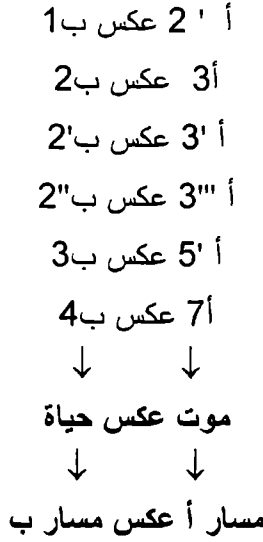 أ ' 2 عكس ب1
أ3 عكس ب2
أ '3 عكس ب'2
أ '''3 عكس ب''2
أ '5 عكس ب3
أ7 عكس ب4
↓ ↓
موت عكس حياة
↓ ↓
مسار أ عكس مسار ب